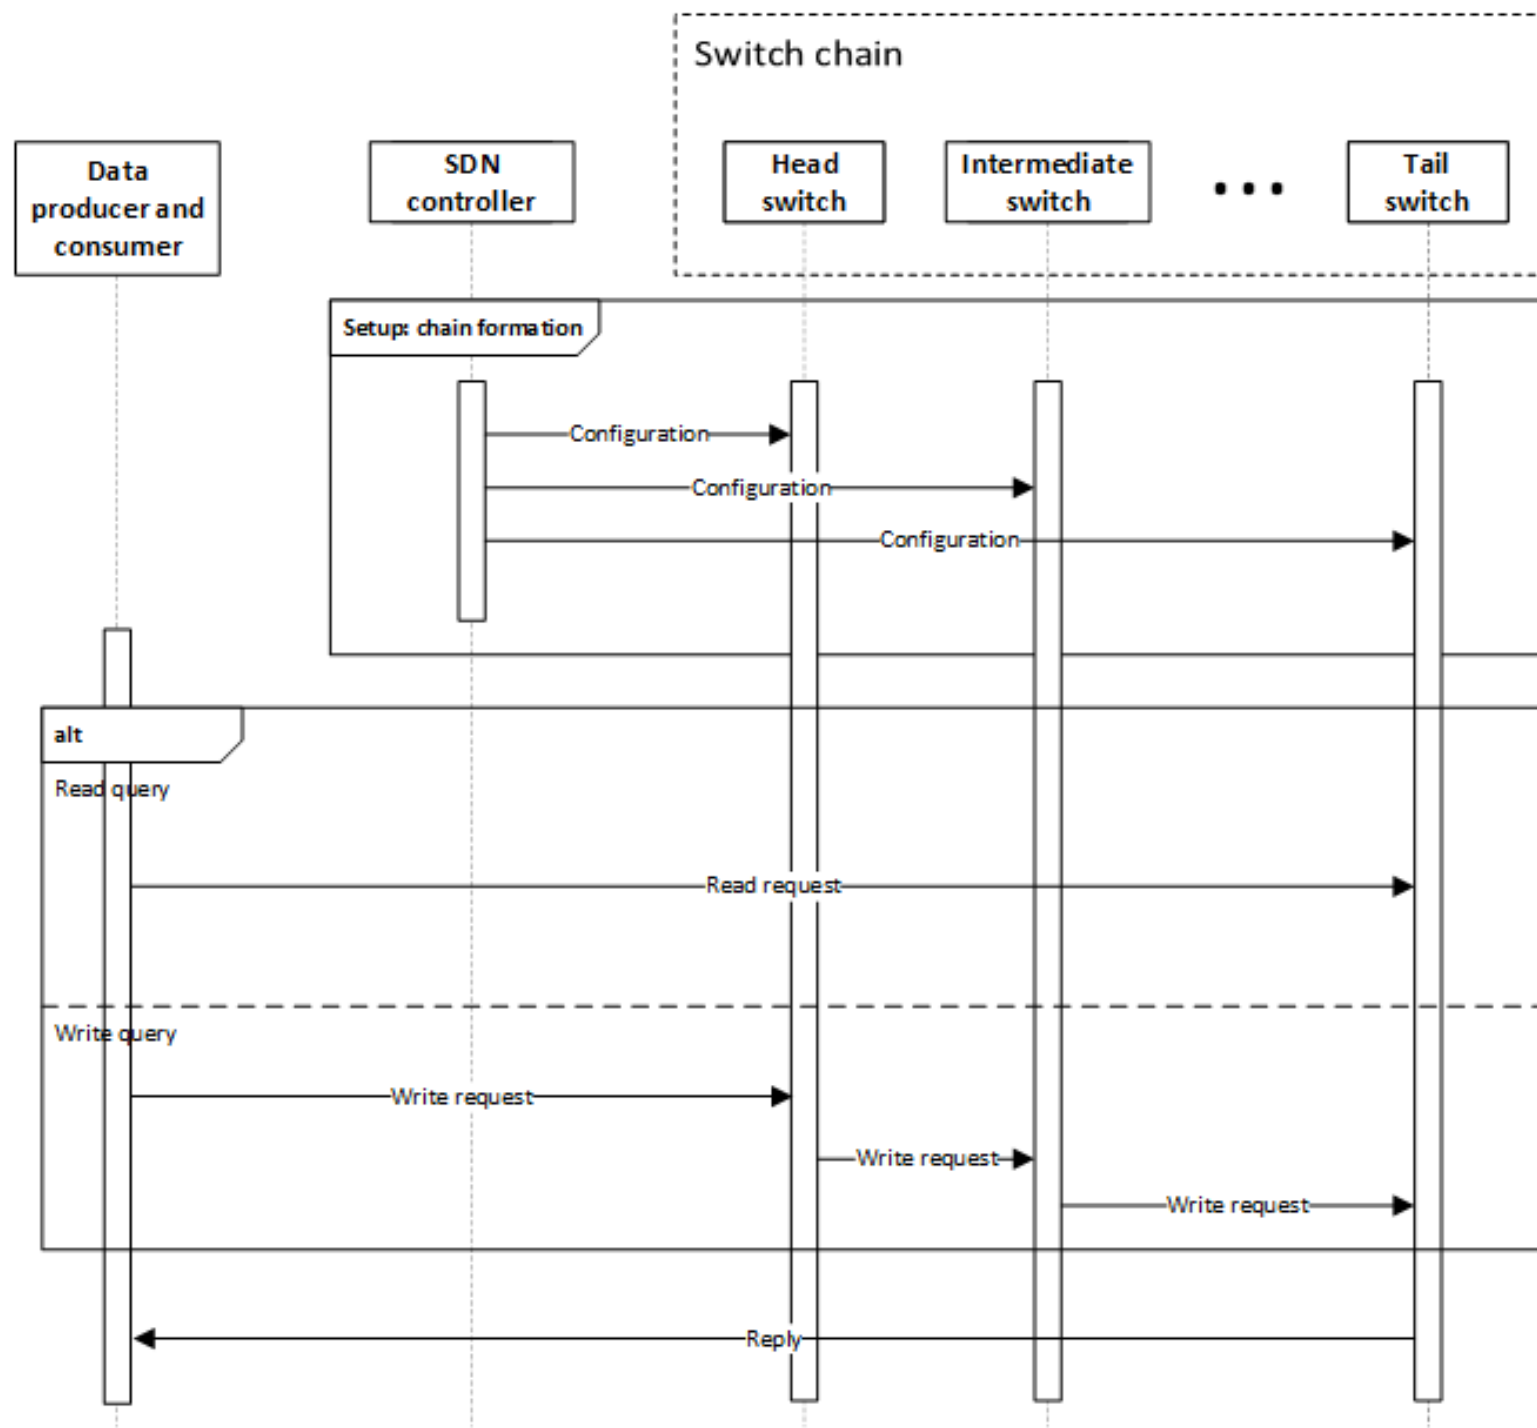 Switch chain
Data
producer and
consumer
SDN
controller
Head
switch
Intermediate
switch
...
Tail
switch
Setup: chain formation
Configuration
Configuration
Configuration
alt
Read query
Read request
Write query
Write request
Write request
Write request
Reply